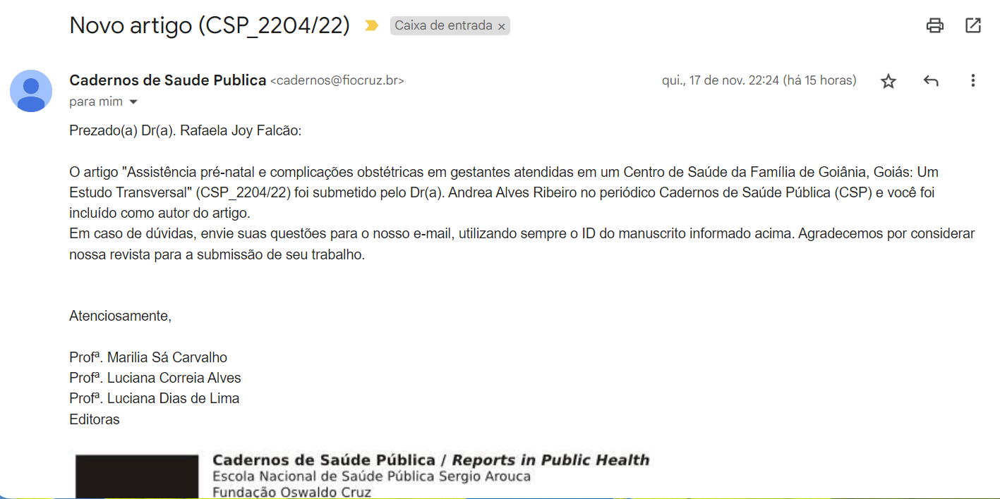 Novo artigo (CSP_2204/22) Caixa de entrada ×
Cadernos de Saude Publica <cadernos@fiocruz.br> qui., 17 de nov. 22:24 (há 15 horas)
para mim
Prezado(a) Dr(a). Rafaela Joy Falcão:
O artigo "Assistência pré-natal e complicações obstétricas em gestantes atendidas em um Centro de Saúde da Família de Goiânia, Goiás: Um
Estudo Transversal" (CSP_2204/22) foi submetido pelo Dr(a). Andrea Alves Ribeiro no periódico Cadernos de Saúde Pública (CSP) e você foi
incluído como autor do artigo.
Em caso de dúvidas, envie suas questões para o nosso e-mail, utilizando sempre o ID do manuscrito informado acima. Agradecemos por considerar
nossa revista para a submissão de seu trabalho.
Atenciosamente,
Profª. Marilia Sá Carvalho
Profª. Luciana Correia Alves
Profª. Luciana Dias de Lima
Editoras
Cadernos de Saúde Pública / Reports in Public Health
Escola Nacional de Saúde Pública Sergio Arouca
Fundação Oswaldo Cruz